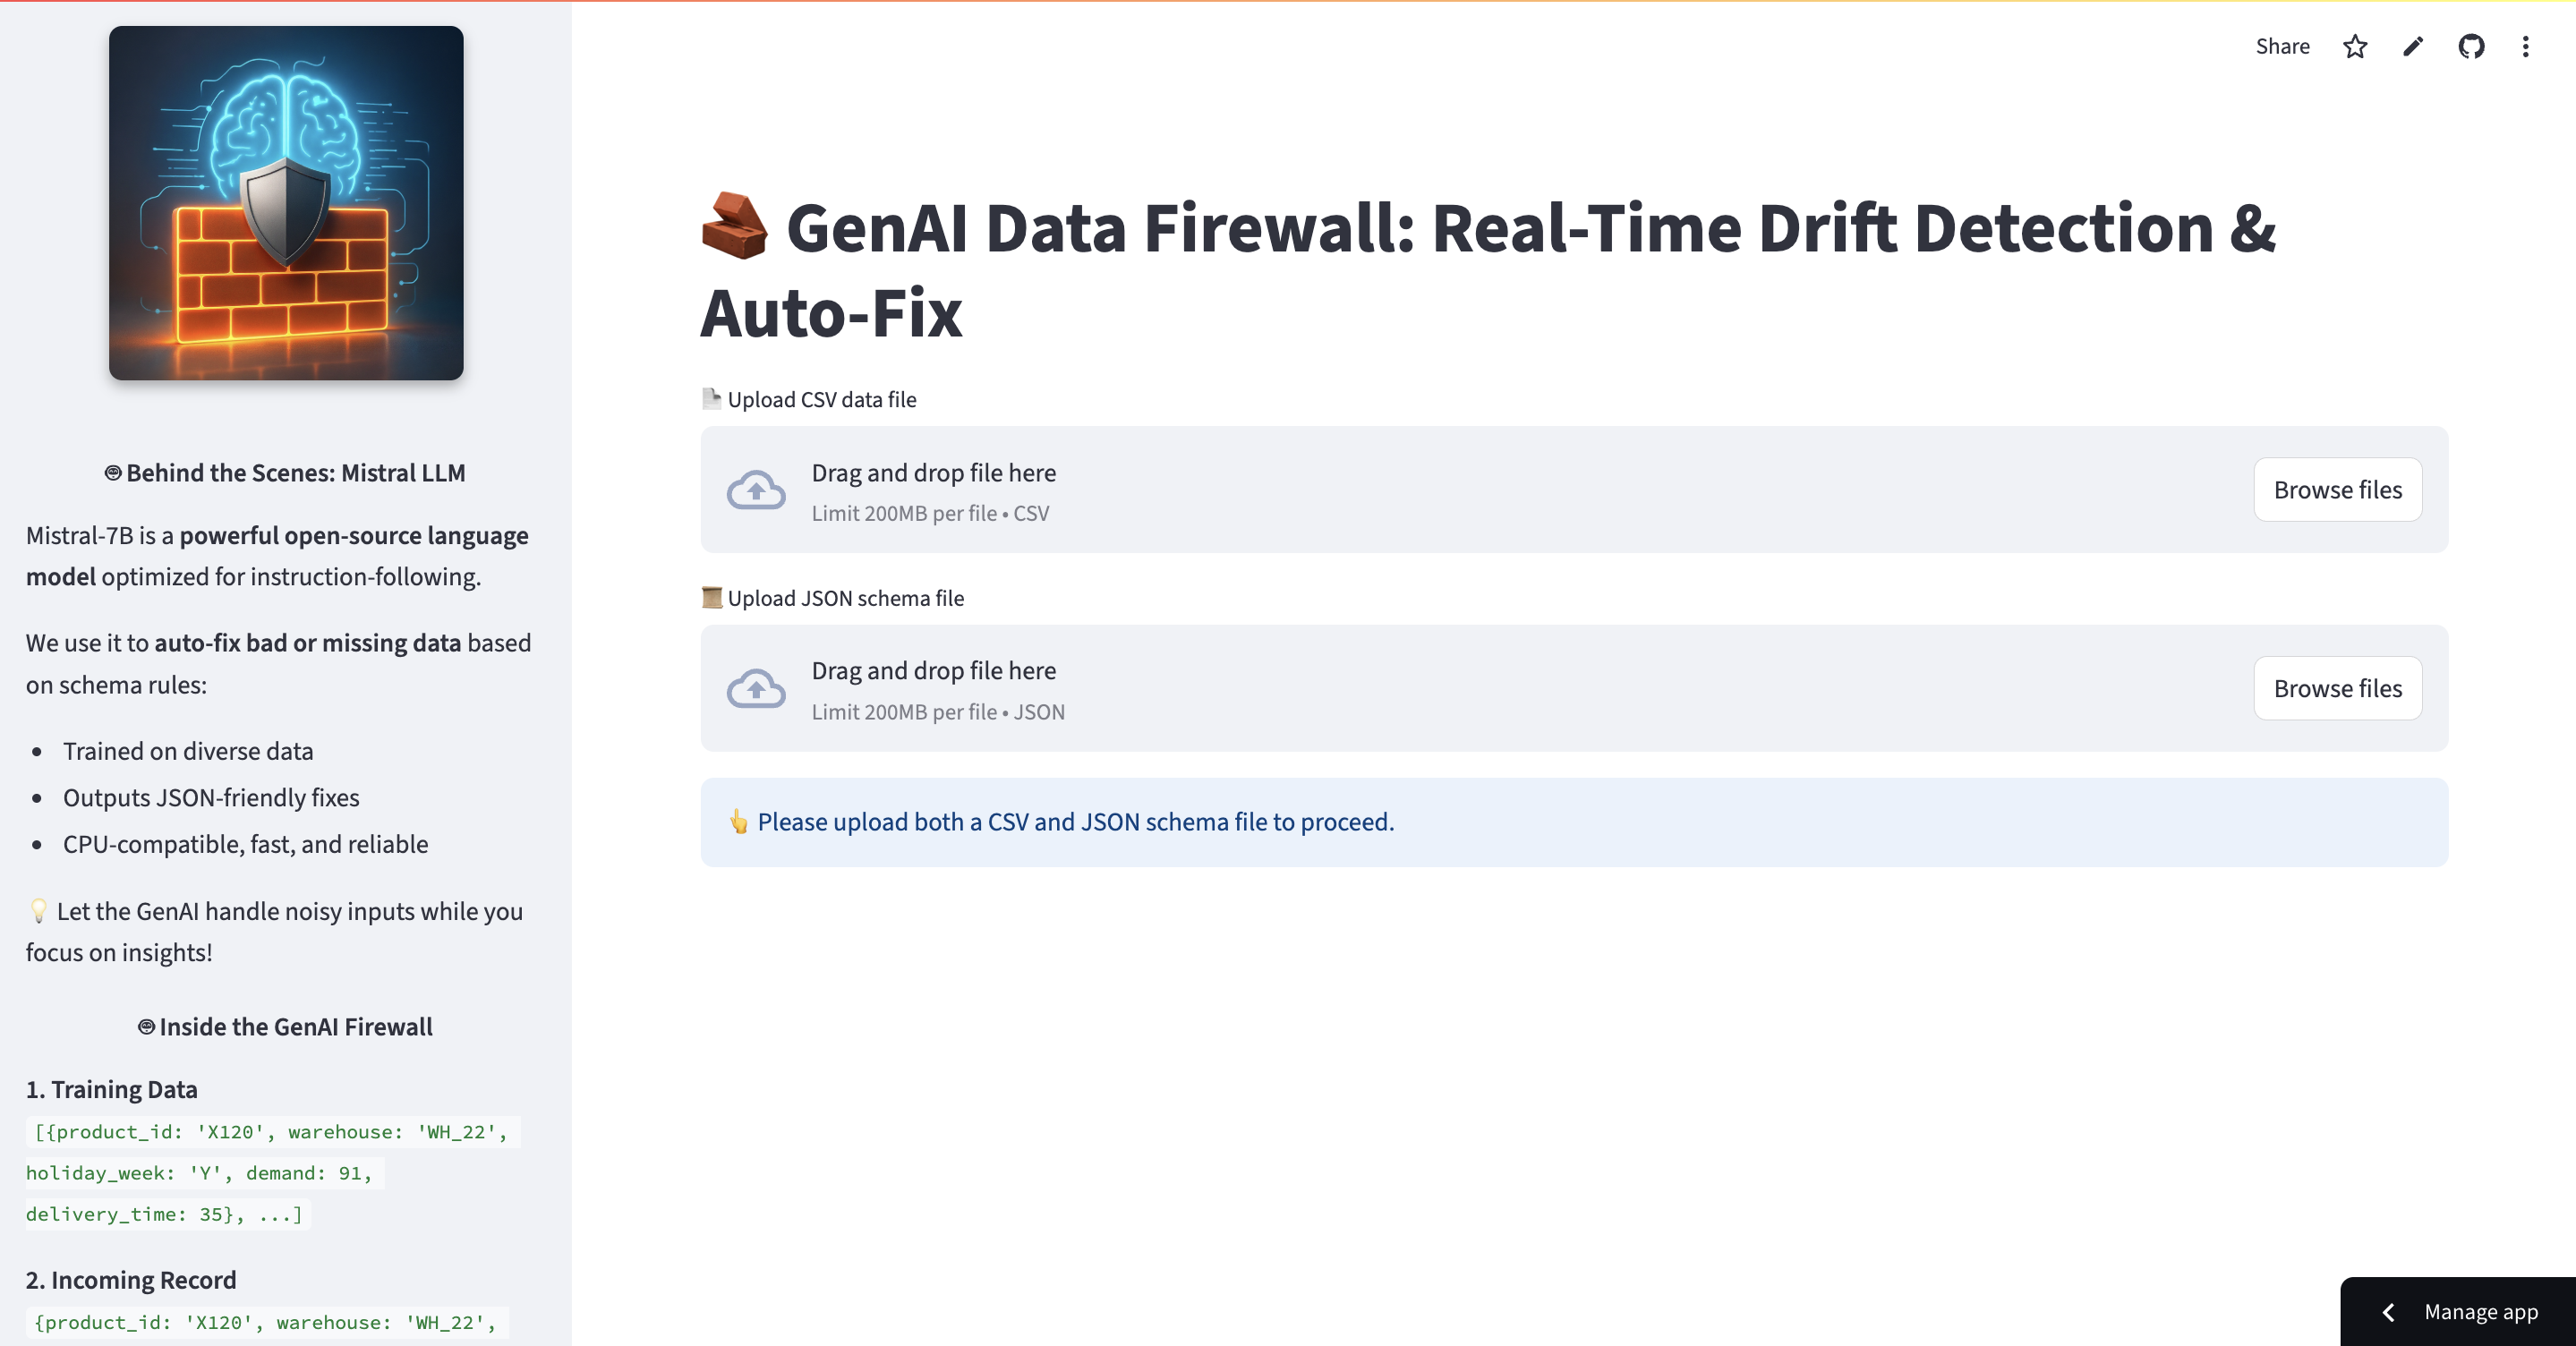 Share
GenAI Data Firewall: Real-Time Drift Detection &
Auto-Fix
Upload CSV data file
Drag and drop file here
Limit 200MB per file • CSV
Browse files
Upload JSON schema file
Drag and drop file here
Limit 200MB per file • JSON
Browse files
👆 Please upload both a CSV and JSON schema file to proceed.
Behind the Scenes: Mistral LLM
Mistral-7B is a powerful open-source language
model optimized for instruction-following.
We use it to auto-fix bad or missing data based
on schema rules:
• Trained on diverse data
• Outputs JSON-friendly fixes
• CPU-compatible, fast, and reliable
💡 Let the GenAI handle noisy inputs while you
focus on insights!
Inside the GenAI Firewall
1. Training Data
[{product_id: 'X120', warehouse: 'WH_22',
holiday_week: 'Y', demand: 91,
delivery_time: 35}, ...]
2. Incoming Record
{product_id: 'X120', warehouse: 'WH_22',
Manage app